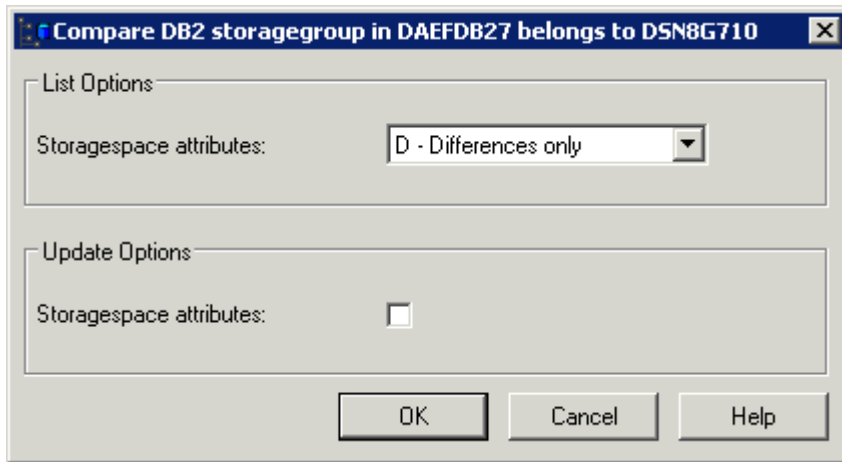 Compare DB2 storagegroup in DAEFDB27 belongs to DSN8G710
List Options
Storagespace attributes: D - Differences only
Update Options
Storagespace attributes:
OK Cancel Help